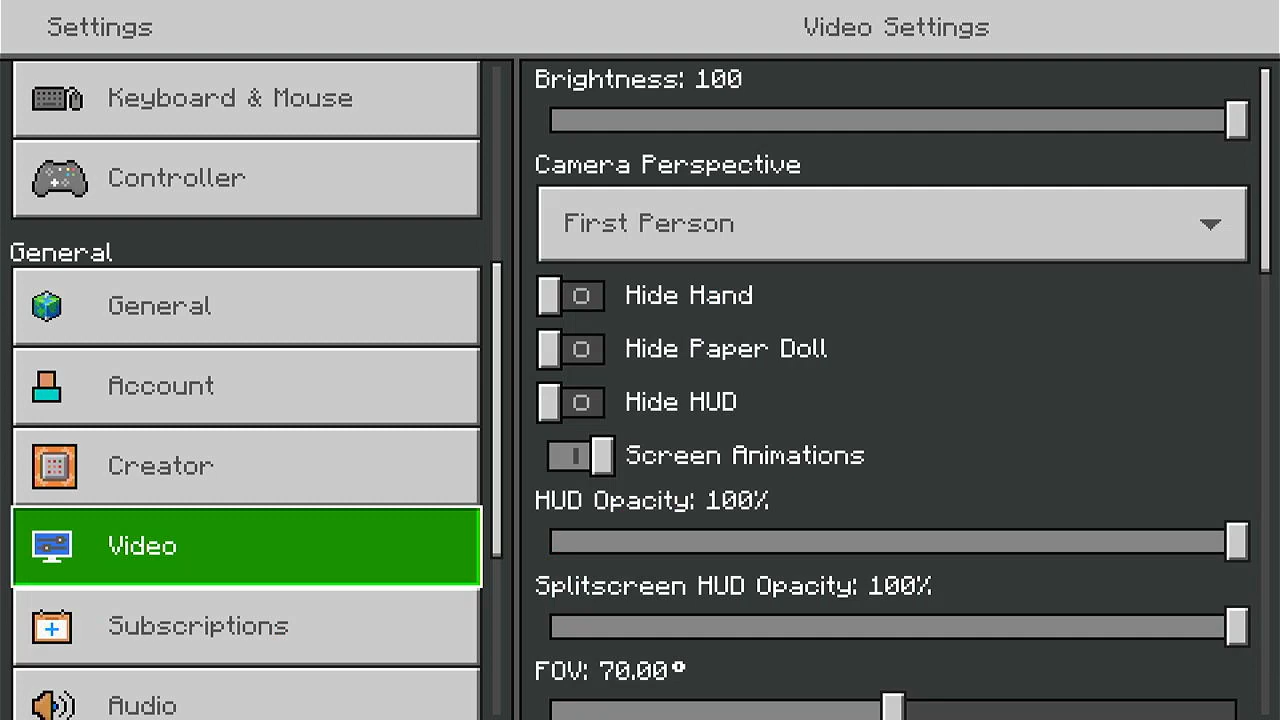 Settings
Video Settings
Keyboard & Mouse
Controller
General
General
Account
Creator
Video
Subscriptions
Audio
Brightness: 100
Camera Perspective
First Person
Hide Hand
Hide Paper Doll
Hide HUD
Screen Animations
HUD Opacity: 100%
Splitscreen HUD Opacity: 100%
FOV: 70.00°